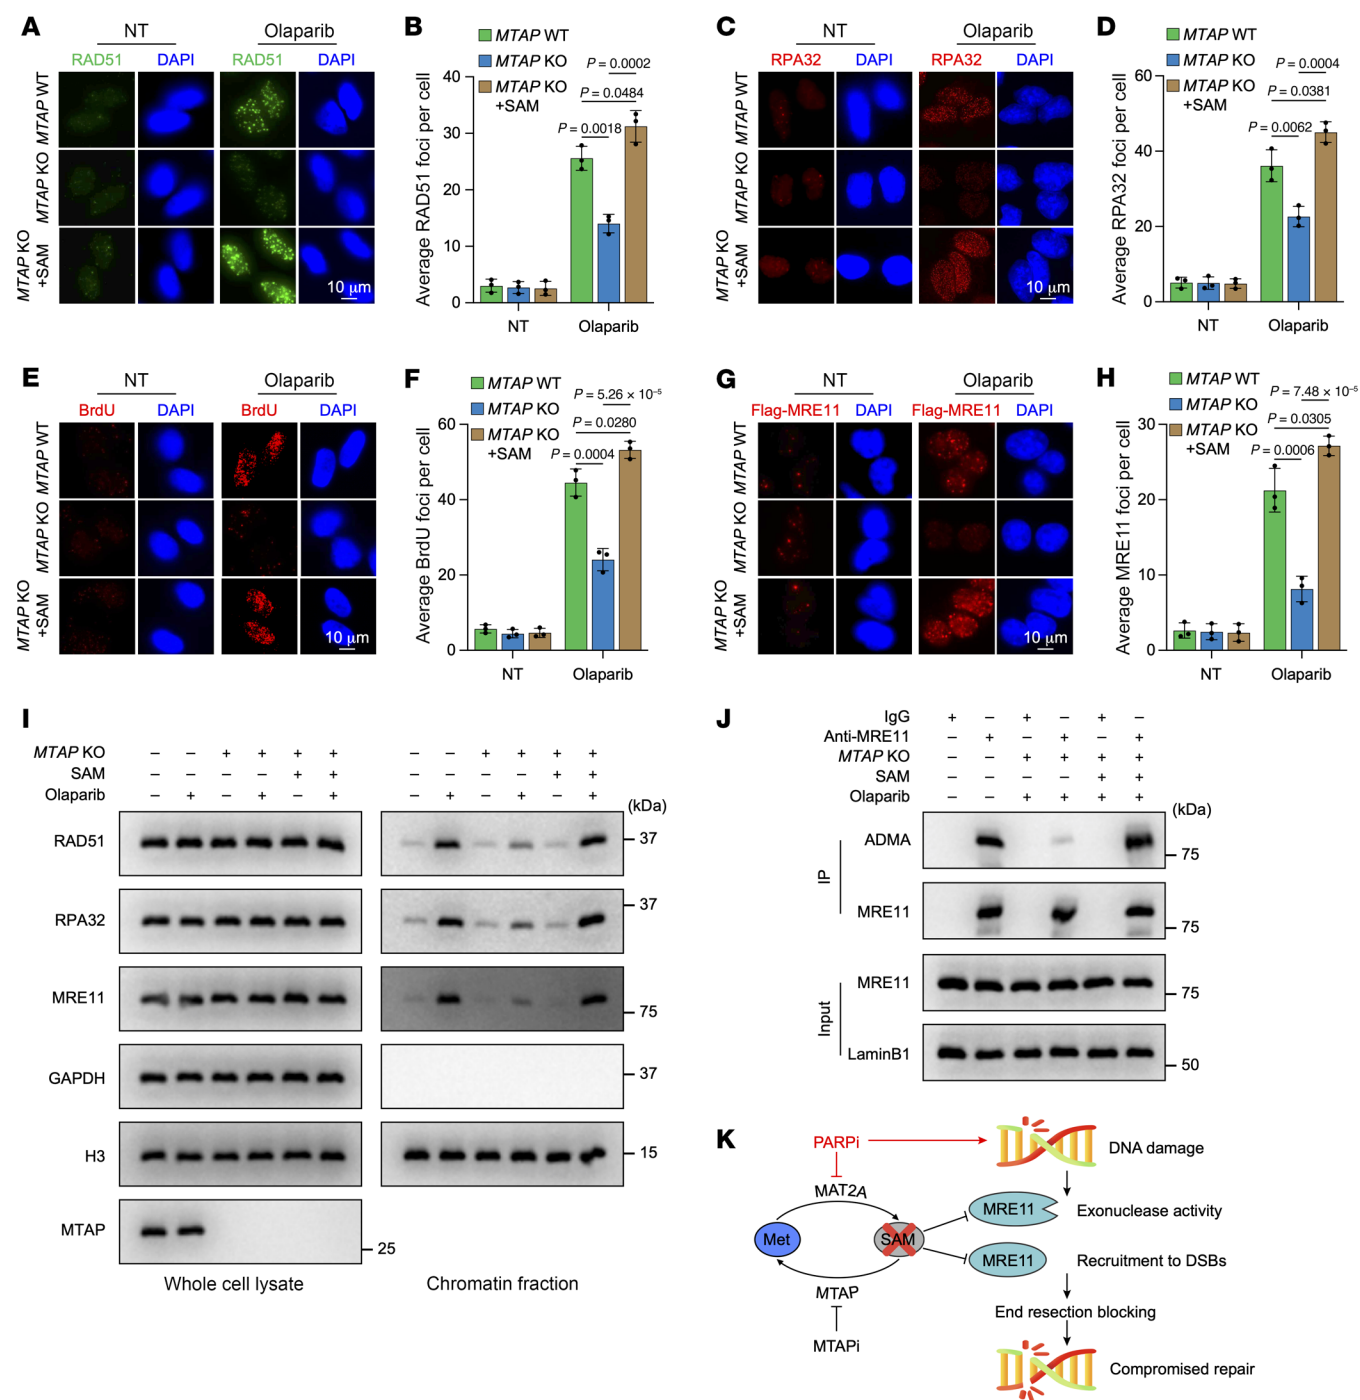 A
NT
Olaparib
RAD51 DAPI RAD51 DAPI
MTAP WT
MTAP KO
MTAP KO
+SAM
10 μm
B
MTAP WT
MTAP KO
MTAP KO
+SAM
P = 0.0002
P = 0.0484
P = 0.0018
Average RAD51 foci per cell
40
30
20
10
0
NT
Olaparib
C
NT
Olaparib
RPA32 DAPI RPA32 DAPI
MTAP WT
MTAP KO
MTAP KO
+SAM
10 μm
D
MTAP WT
MTAP KO
MTAP KO
+SAM
P = 0.0004
P = 0.0381
P = 0.0062
Average RPA32 foci per cell
60
40
20
0
NT
Olaparib
E
NT
Olaparib
BrdU DAPI BrdU DAPI
MTAP WT
MTAP KO
MTAP KO
+SAM
10 μm
F
MTAP WT
MTAP KO
MTAP KO
+SAM
P = 5.26 × 10⁻⁵
P = 0.0280
P = 0.0004
Average BrdU foci per cell
60
40
20
0
NT
Olaparib
G
NT
Olaparib
Flag-MRE11 DAPI Flag-MRE11 DAPI
MTAP WT
MTAP KO
MTAP KO
+SAM
10 μm
H
MTAP WT
MTAP KO
MTAP KO
+SAM
P = 7.48 × 10⁻⁵
P = 0.0305
P = 0.0006
Average MRE11 foci per cell
30
20
10
0
NT
Olaparib
I
MTAP KO – – + + + + – – + + + +
SAM – – – – + + – – – – + +
Olaparib – + – + – + – + – + – +
(kDa)
RAD51 37
RPA32 37
MRE11 75
GAPDH 37
H3 15
MTAP 25
Whole cell lysate
Chromatin fraction
J
IgG + – + – + –
Anti-MRE11 – + – + – +
MTAP KO – – + + + +
SAM – – – – + +
Olaparib – – + + + +
(kDa)
IP
ADMA 75
MRE11 75
Input
MRE11 75
LaminB1 50
K
PARPi
DNA damage
MAT2A
MRE11 Exonuclease activity
Met
SAM
MRE11 Recruitment to DSBs
MTAP
End resection blocking
MTAPi
Compromised repair